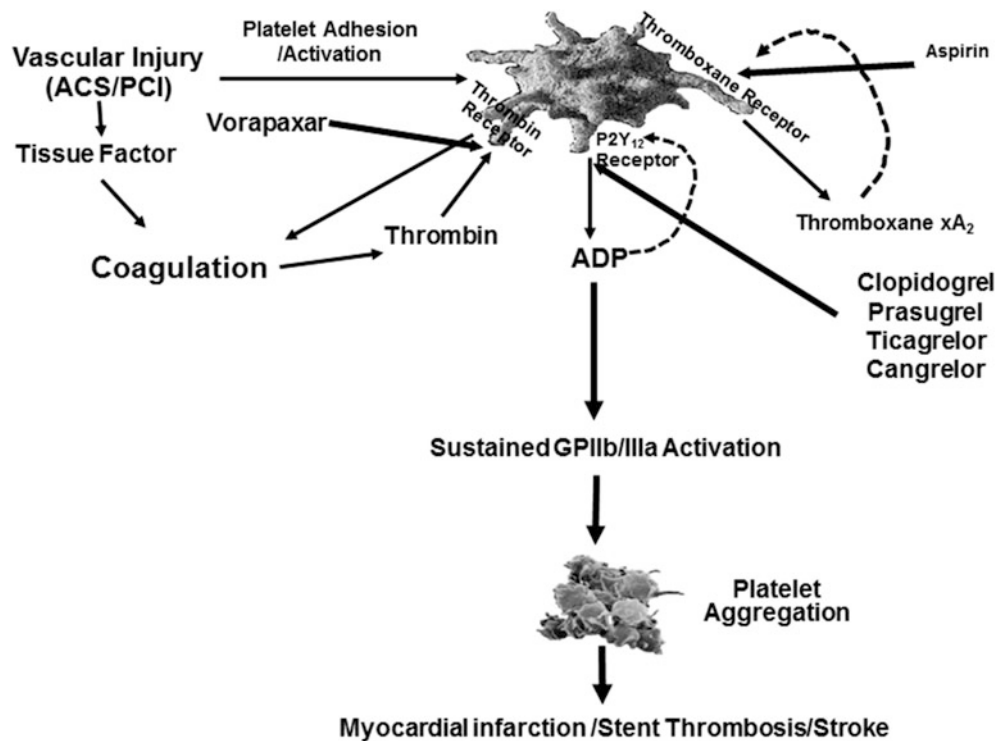 Platelet Adhesion
/Activation
Vascular Injury
(ACS/PCI)
Thromboxane Receptor
Aspirin
Vorapaxar
Thrombin
Receptor
Tissue Factor
P2Y₁₂
Receptor
Thrombin
Thromboxane xA₂
Coagulation
ADP
Clopidogrel
Prasugrel
Ticagrelor
Cangrelor
Sustained GPIIb/IIIa Activation
Platelet
Aggregation
Myocardial infarction /Stent Thrombosis/Stroke